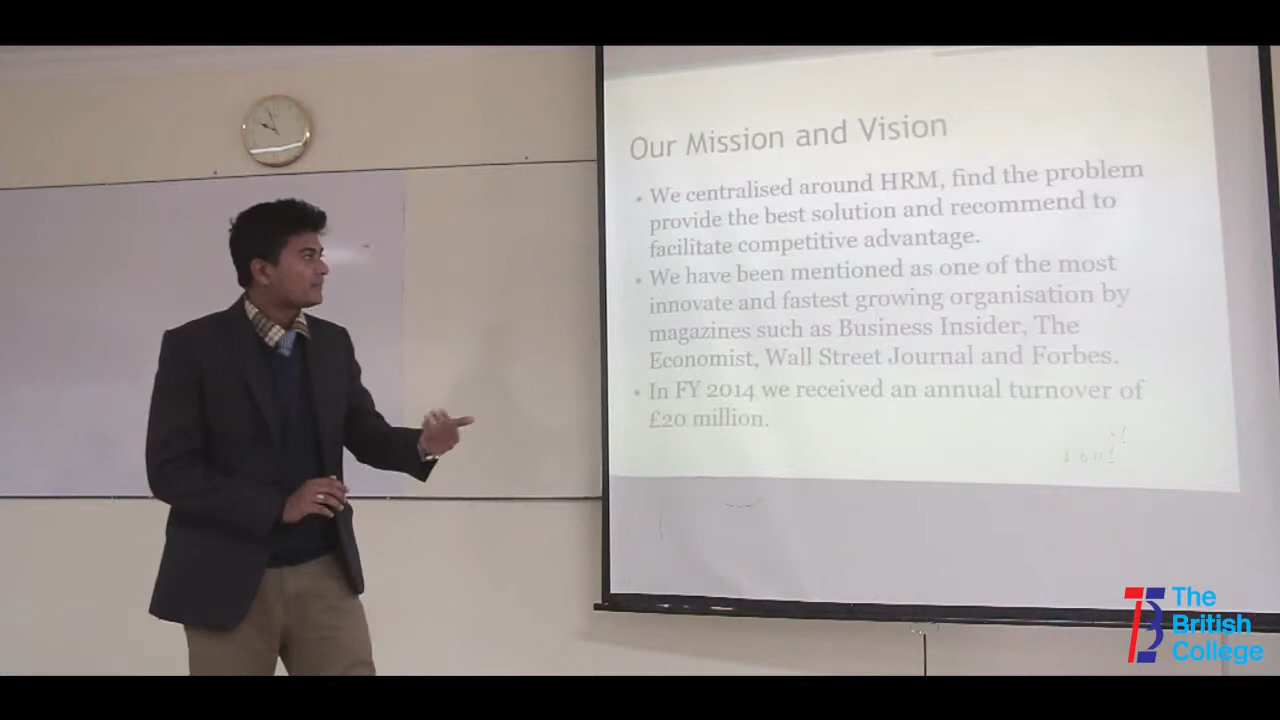 Our Mission and Vision
• We centralised around HRM, find the problem
provide the best solution and recommend to
facilitate competitive advantage.
• We have been mentioned as one of the most
innovate and fastest growing organisation by
magazines such as Business Insider, The
Economist, Wall Street Journal and Forbes.
• In FY 2014 we received an annual turnover of
£20 million.
The
British
College